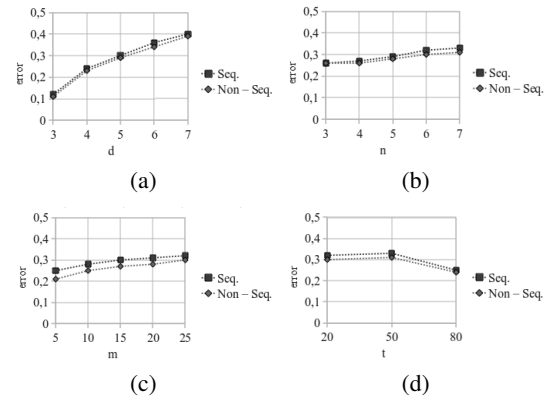 0,5
0,4
0,3
0,2
0,1
0
error
3 4 5 6 7
d
Seq.
Non – Seq.
(a)
0,5
0,4
0,3
0,2
0,1
0
error
3 4 5 6 7
n
Seq.
Non – Seq.
(b)
0,5
0,4
0,3
0,2
0,1
0
error
5 10 15 20 25
m
Seq.
Non – Seq.
(c)
0,5
0,4
0,3
0,2
0,1
0
error
20 50 80
t
Seq.
Non – Seq.
(d)